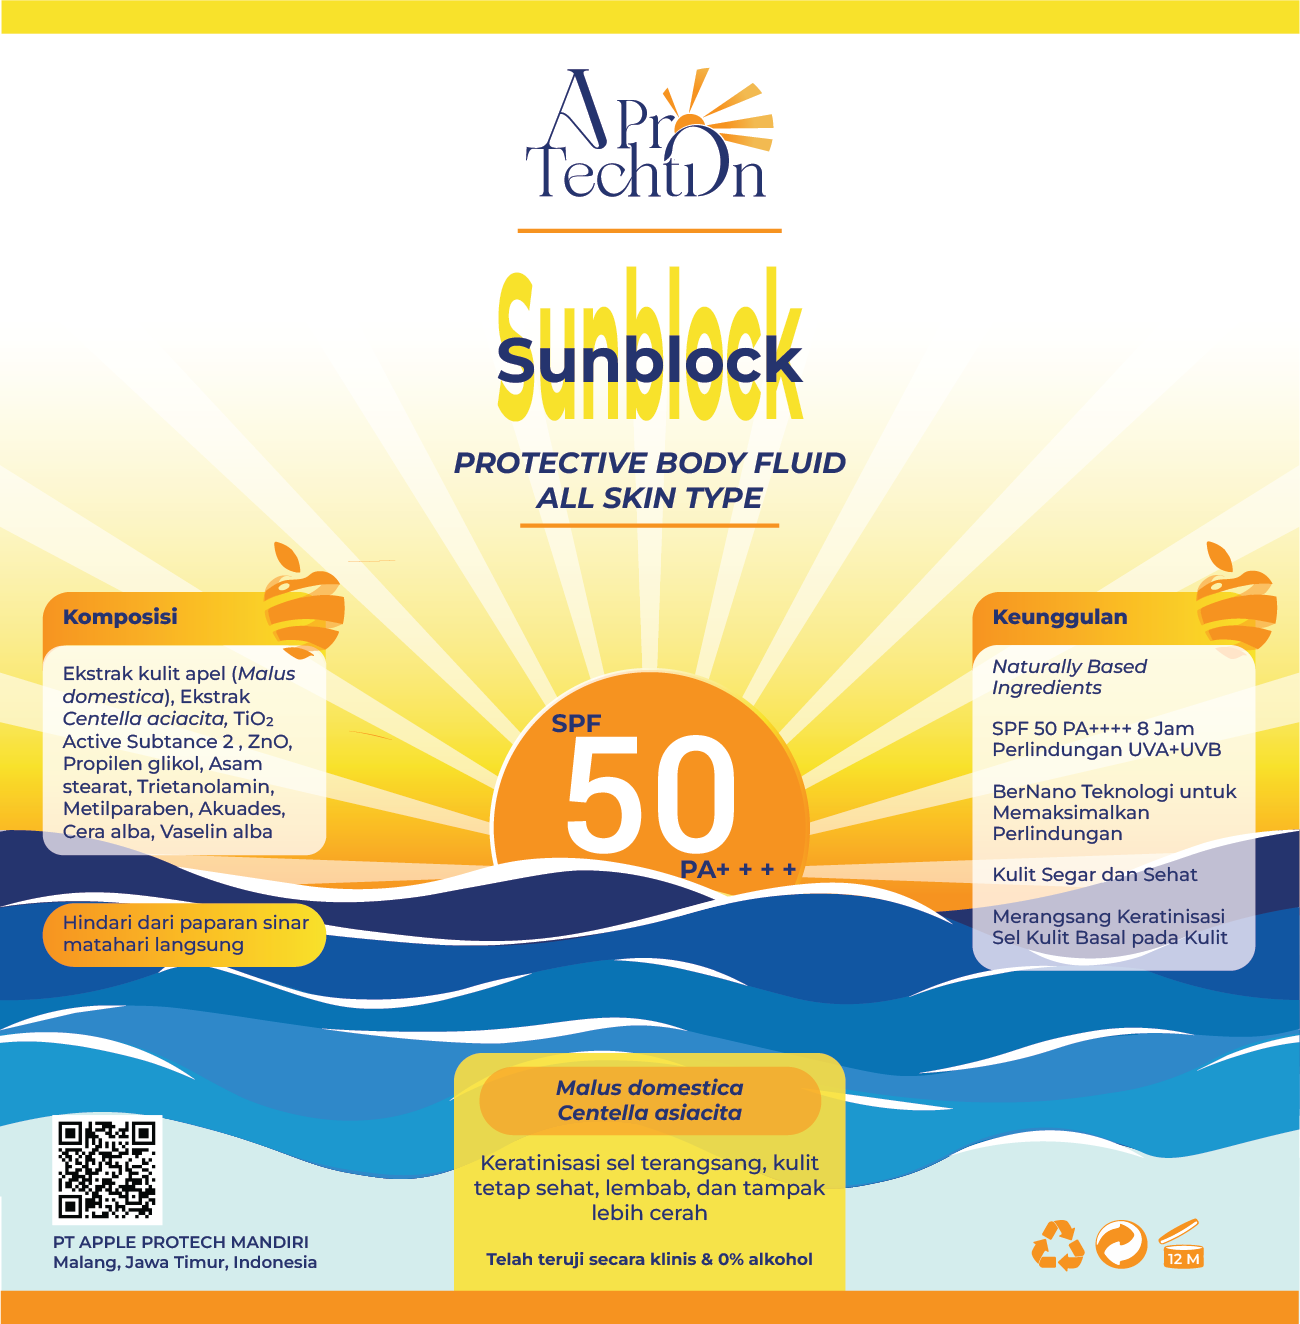 A Pro
Techtion
Sunblock
Sunblock
PROTECTIVE BODY FLUID
ALL SKIN TYPE
Komposisi
Ekstrak kulit apel (Malus
domestica), Ekstrak
Centella aciacita, TiO₂
Active Subtance 2 , ZnO,
Propilen glikol, Asam
stearat, Trietanolamin,
Metilparaben, Akuades,
Cera alba, Vaselin alba
Hindari dari paparan sinar
matahari langsung
SPF
50
PA+ + + +
Keunggulan
Naturally Based
Ingredients
SPF 50 PA++++ 8 Jam
Perlindungan UVA+UVB
BerNano Teknologi untuk
Memaksimalkan
Perlindungan
Kulit Segar dan Sehat
Merangsang Keratinisasi
Sel Kulit Basal pada Kulit
Malus domestica
Centella asiacita
Keratinisasi sel terangsang, kulit
tetap sehat, lembab, dan tampak
lebih cerah
Telah teruji secara klinis & 0% alkohol
PT APPLE PROTECH MANDIRI
Malang, Jawa Timur, Indonesia
12 M